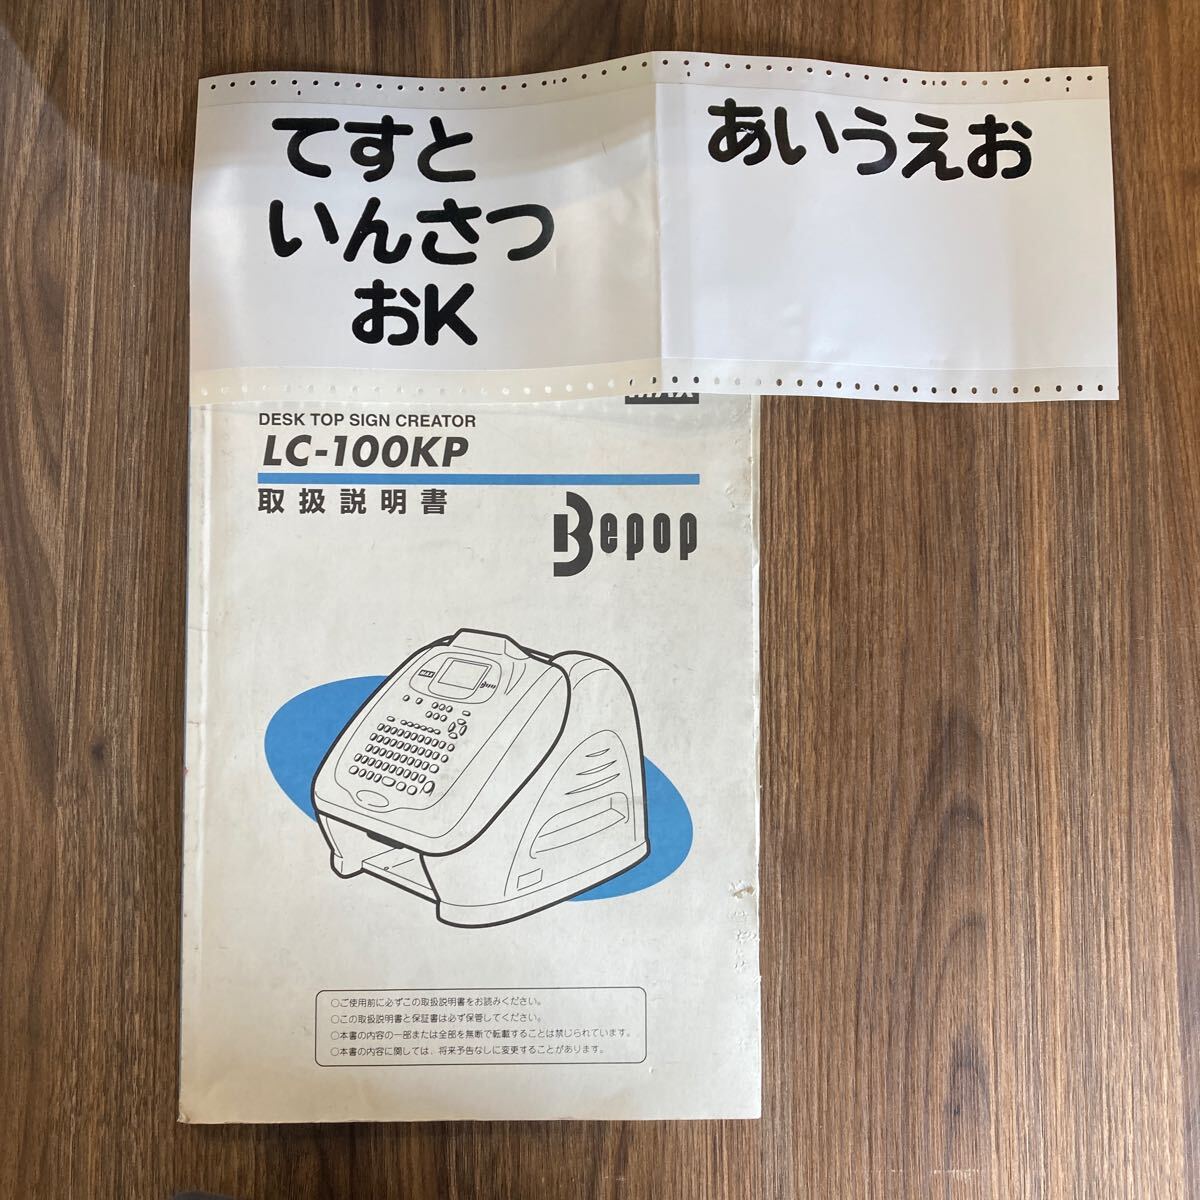 てすと
いんさつ
おK
あいうえお
MAX
DESK TOP SIGN CREATOR
LC-100KP
取扱説明書
Bepop
MAX
Bepop
○ご使用前に必ずこの取扱説明書をお読みください。
○この取扱説明書と保証書は必ず保管してください。
○本書の内容の一部または全部を無断で転載することは禁じられています。
○本書の内容に関しては、将来予告なしに変更することがあります。